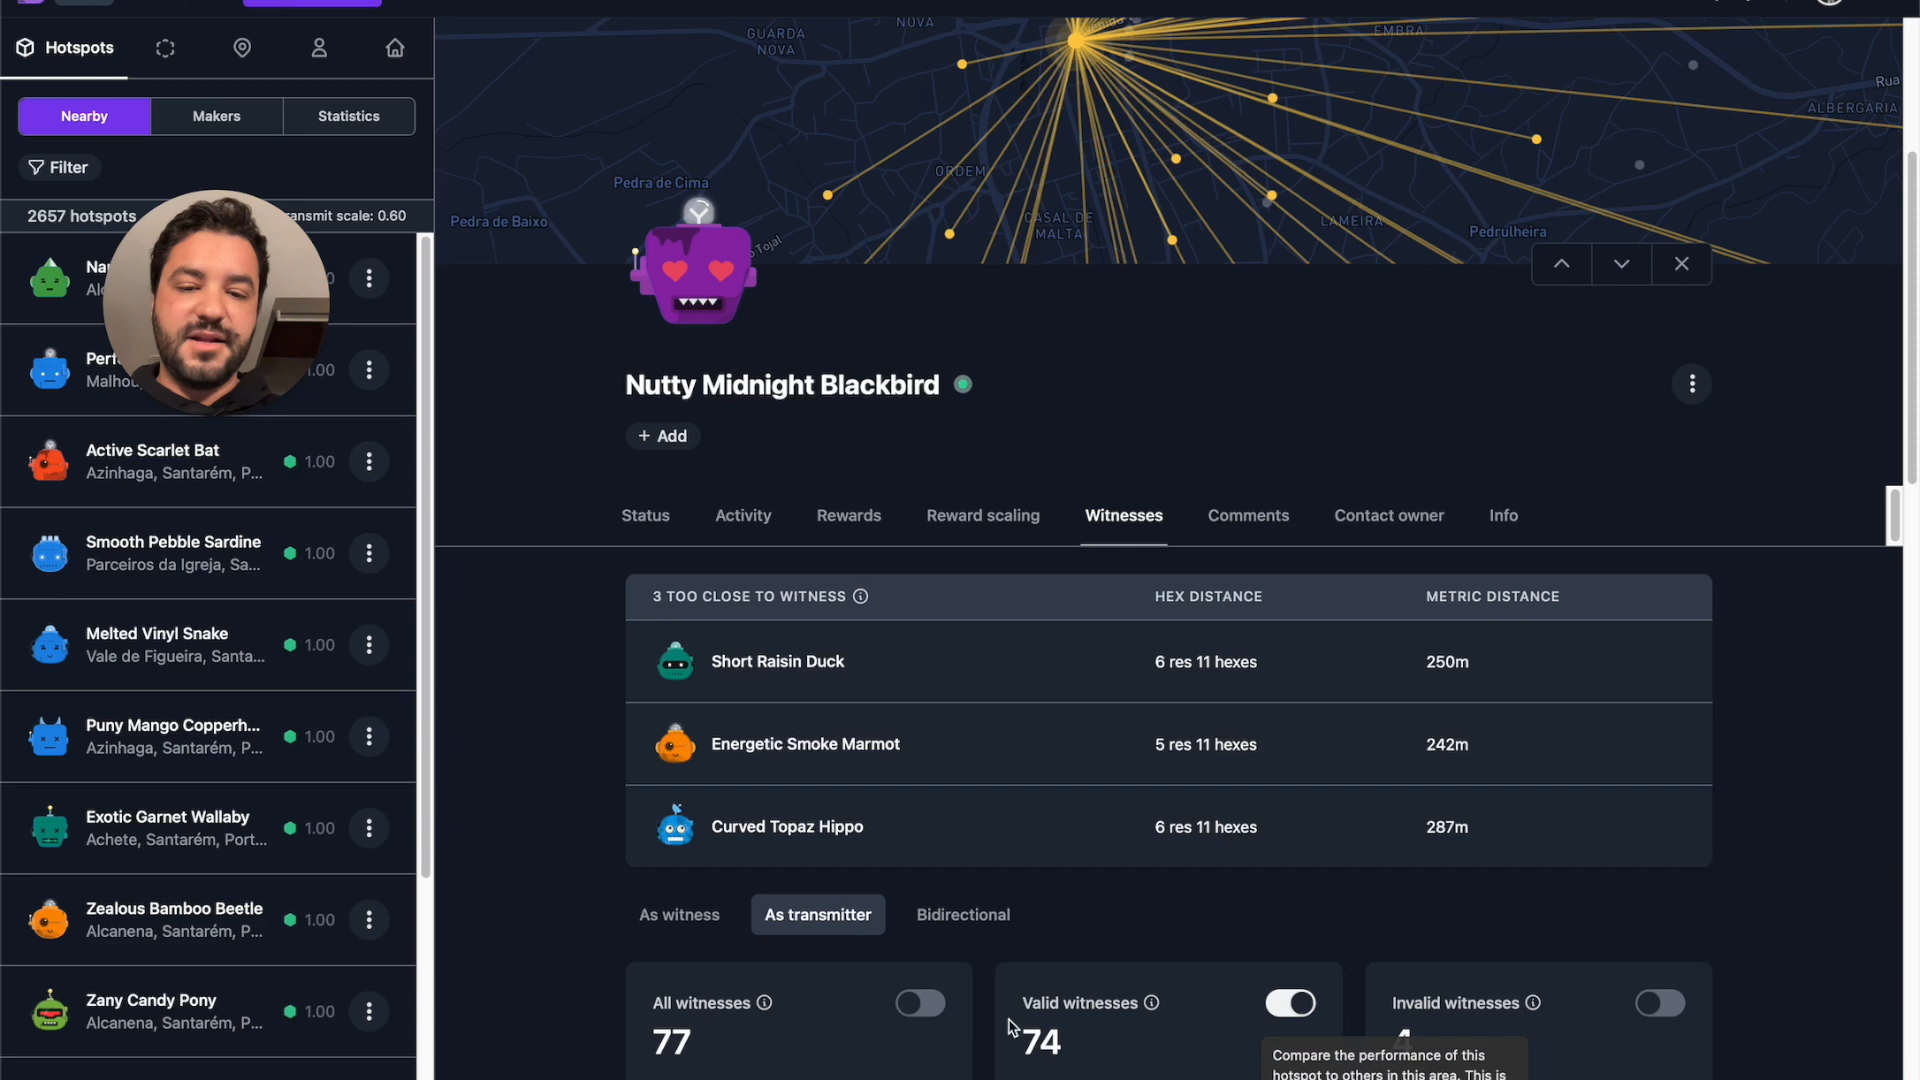 Hotspots
NOVA
GUARDA
NOVA
EMBRA
Rua
ALBERGARIA
Nearby
Makers
Statistics
Filter
ORDEM
Pedra de Cima
Pedra de Baixo
CASAL DE
MALTA
LAMEIRA
Pedrulheira
o Tojal
2657 hotspots
ansmit scale: 0.60
Active Scarlet Bat
Azinhaga, Santarém, P...
1.00
Smooth Pebble Sardine
Parceiros da Igreja, Sa...
1.00
Melted Vinyl Snake
Vale de Figueira, Santa...
1.00
Puny Mango Copperh...
Azinhaga, Santarém, P...
1.00
Exotic Garnet Wallaby
Achete, Santarém, Port...
1.00
Zealous Bamboo Beetle
Alcanena, Santarém, P...
1.00
Zany Candy Pony
Alcanena, Santarém, P...
1.00
Nutty Midnight Blackbird
+ Add
Status
Activity
Rewards
Reward scaling
Witnesses
Comments
Contact owner
Info
3 TOO CLOSE TO WITNESS
HEX DISTANCE
METRIC DISTANCE
Short Raisin Duck
6 res 11 hexes
250m
Energetic Smoke Marmot
5 res 11 hexes
242m
Curved Topaz Hippo
6 res 11 hexes
287m
As witness
As transmitter
Bidirectional
All witnesses
77
Valid witnesses
74
Invalid witnesses
4
Compare the performance of this
hotspot to others in this area. This is